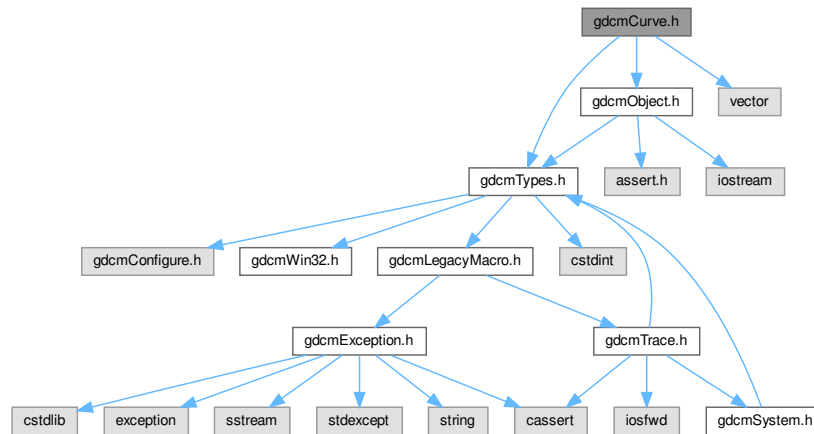 gdcmCurve.h
gdcmObject.h
vector
gdcmTypes.h
assert.h
iostream
gdcmConfigure.h
gdcmWin32.h
gdcmLegacyMacro.h
cstdint
gdcmException.h
gdcmTrace.h
cstdlib
exception
sstream
stdexcept
string
cassert
iosfwd
gdcmSystem.h